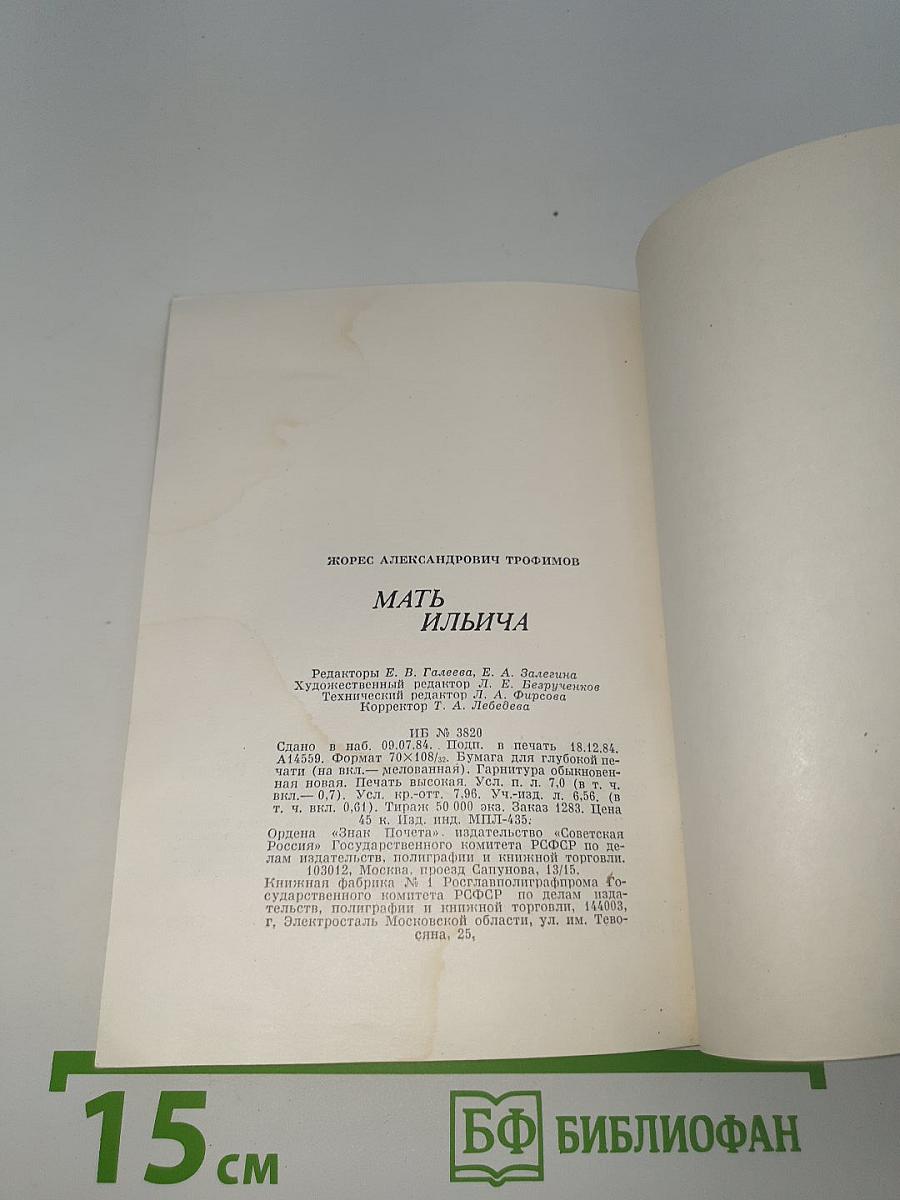 ЖОРЕС АЛЕКСАНДРОВИЧ ТРОФИМОВ
МАТЬ
ИЛЬИЧА
Редакторы Е. В. Галеева, Е. А. Залегина
Художественный редактор Л. Е. Безрученков
Технический редактор Л. А. Фирсова
Корректор Т. А. Лебедева
ИБ № 3820
Сдано в наб. 09.07.84. Подп. в печать 18.12.84.
А14559. Формат 70×108/32. Бумага для глубокой пе-
чати (на вкл.— мелованная). Гарнитура обыкновен-
ная новая. Печать высокая. Усл. п. л. 7,0 (в т. ч.
вкл.— 0,7). Усл. кр.-отт. 7,96. Уч.-изд. л. 6,56, (в
т. ч. вкл. 0,61). Тираж 50 000 экз. Заказ 1283. Цена
45 к. Изд. инд. МПЛ-435.
Ордена «Знак Почета» издательство «Советская
Россия» Государственного комитета РСФСР по де-
лам издательств, полиграфии и книжной торговли.
103012, Москва, проезд Сапунова, 13/15.
Книжная фабрика № 1 Росглавполиграфпрома Го-
сударственного комитета РСФСР по делам изда-
тельств, полиграфии и книжной торговли, 144003,
г, Электросталь Московской области, ул. им. Тево-
сяна, 25,
15 см
БФ БИБЛИОФАН